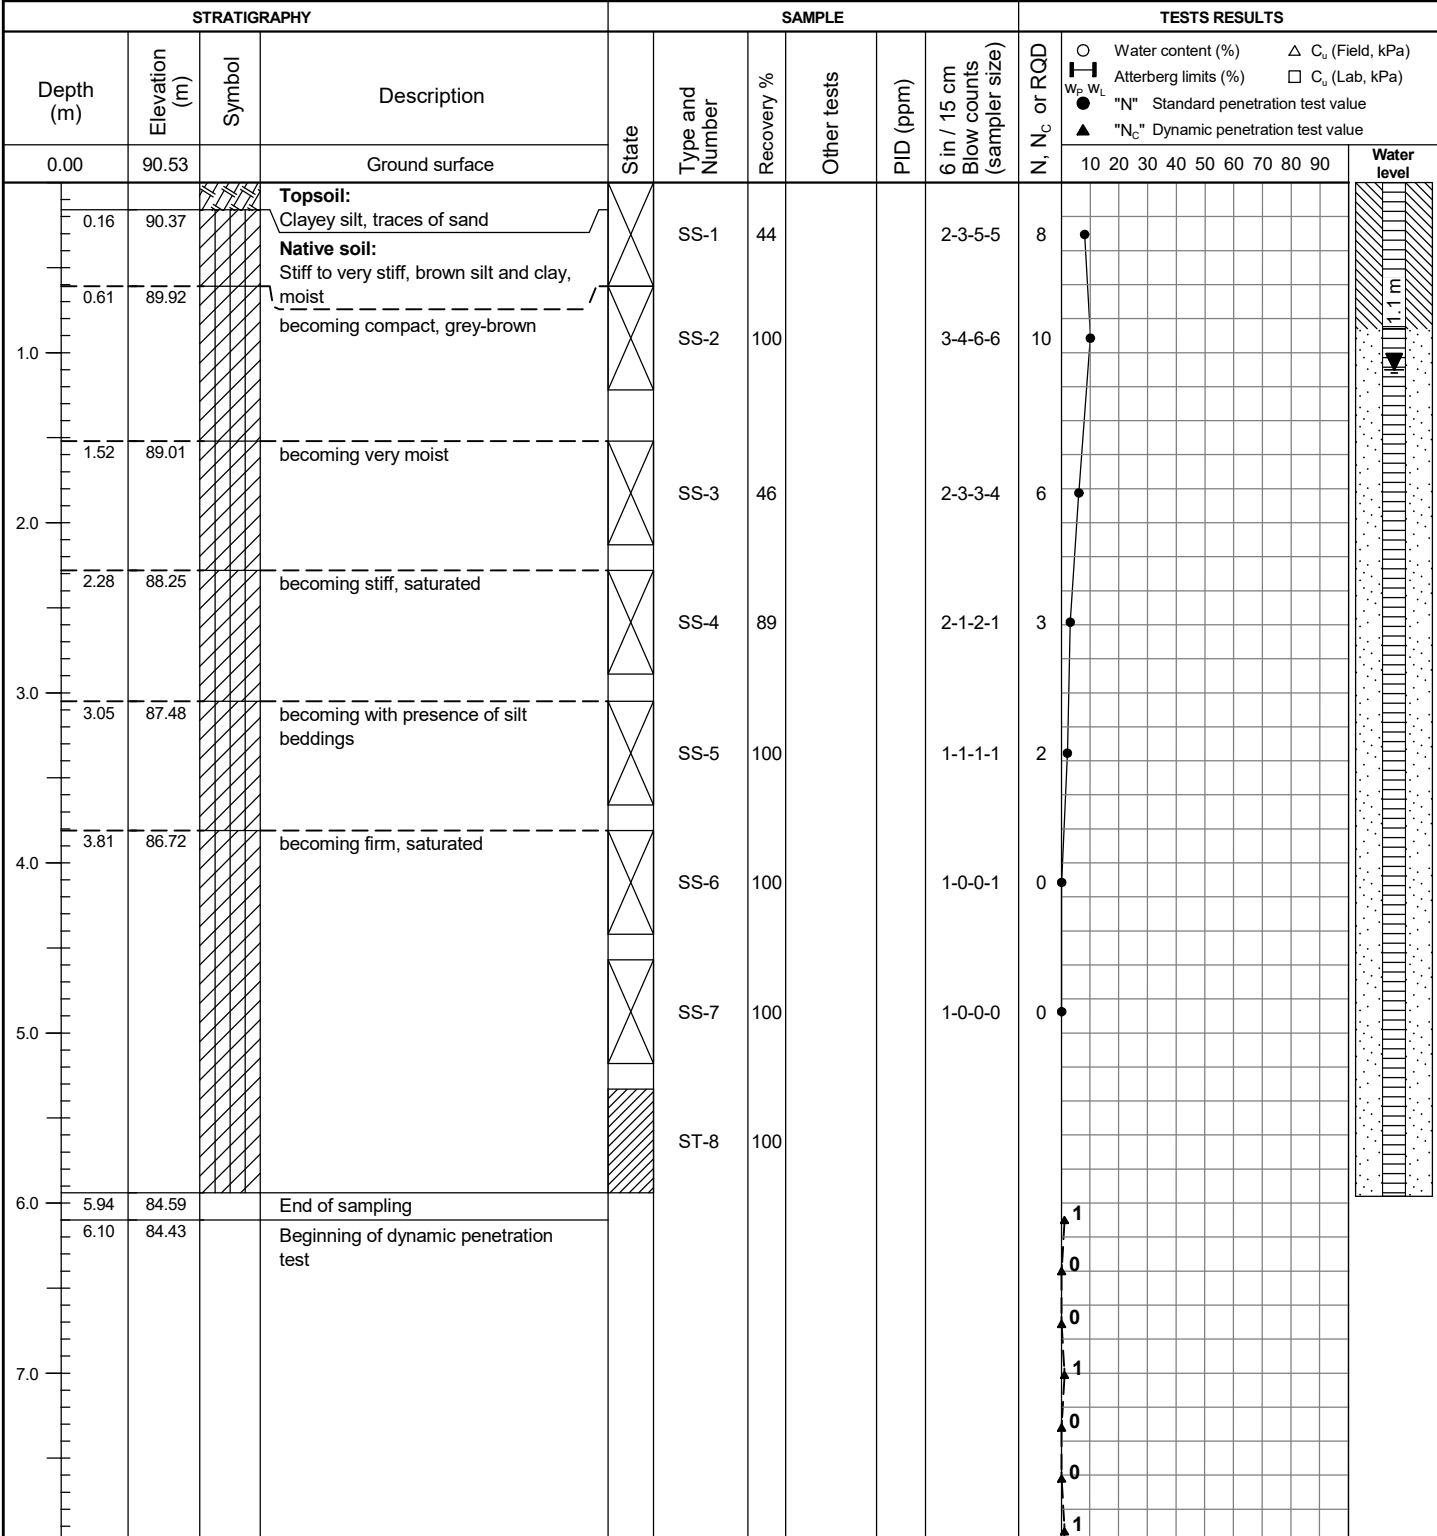 STRATIGRAPHY SAMPLE TESTS RESULTS
Depth (m) Elevation (m) Symbol Description State Type and Number Recovery % Other tests PID (ppm) 6 in / 15 cm Blow counts (sampler size) N, NC or RQD
Water content (%) Cu (Field, kPa)
Atterberg limits (%) Cu (Lab, kPa)
WP WL
"N" Standard penetration test value
"NC" Dynamic penetration test value
0.00 90.53 Ground surface 10 20 30 40 50 60 70 80 90 Water level
Topsoil:
0.16 90.37 Clayey silt, traces of sand SS-1 44 2-3-5-5 8
Native soil:
Stiff to very stiff, brown silt and clay,
0.61 89.92 moist 1.1 m
becoming compact, grey-brown SS-2 100 3-4-6-6 10
1.0
1.52 89.01 becoming very moist
SS-3 46 2-3-3-4 6
2.0
2.28 88.25 becoming stiff, saturated
SS-4 89 2-1-2-1 3
3.0
3.05 87.48 becoming with presence of silt
beddings
SS-5 100 1-1-1-1 2
3.81 86.72 becoming firm, saturated
4.0
SS-6 100 1-0-0-1 0
SS-7 100 1-0-0-0 0
5.0
ST-8 100
6.0 5.94 84.59 End of sampling
1
6.10 84.43 Beginning of dynamic penetration
test
0
0
7.0 1
0
0
1